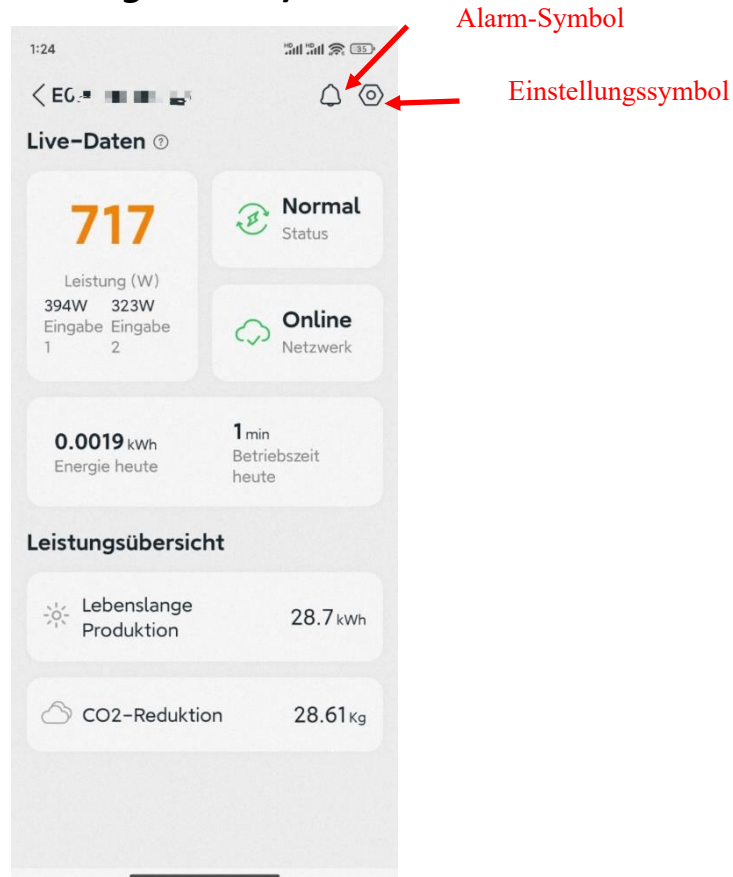 Alarm-Symbol
1:24
35
Einstellungssymbol
Live-Daten
717
Leistung (W)
394W 323W
Eingabe Eingabe
1 2
Normal
Status
Online
Netzwerk
0.0019 kWh
Energie heute
1 min
Betriebszeit
heute
Leistungsübersicht
Lebenslange
Produktion
28.7 kWh
CO2-Reduktion
28.61 Kg